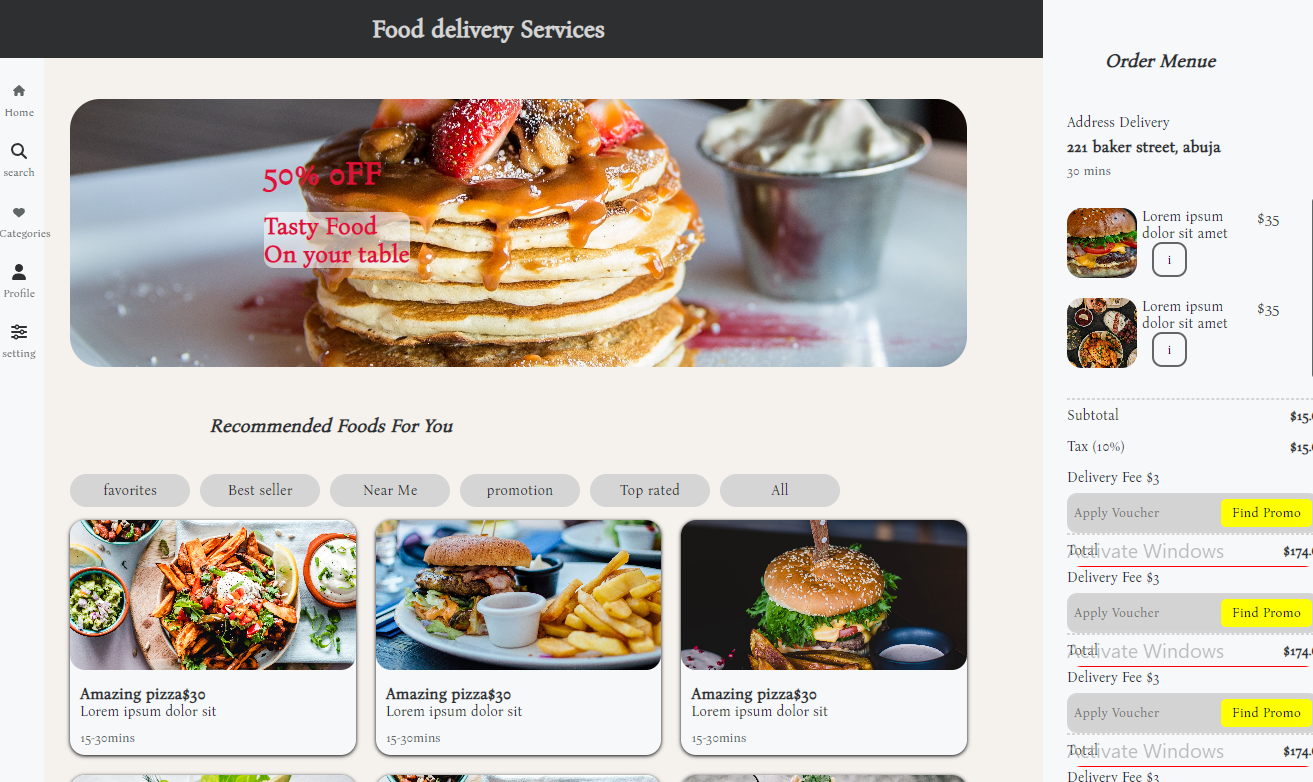 Food delivery Services
Home
search
Categories
Profile
setting
50% oFF
Tasty Food
On your table
Recommended Foods For You
favorites
Best seller
Near Me
promotion
Top rated
All
Amazing pizza$30
Lorem ipsum dolor sit
15-30mins
Amazing pizza$30
Lorem ipsum dolor sit
15-30mins
Amazing pizza$30
Lorem ipsum dolor sit
15-30mins
Order Menue
Address Delivery
221 baker street, abuja
30 mins
Lorem ipsum
dolor sit amet
$35
i
Lorem ipsum
dolor sit amet
$35
i
Subtotal $15.
Tax (10%) $15.
Delivery Fee $3
Apply Voucher Find Promo
Total $174.
Activate Windows
Delivery Fee $3
Apply Voucher Find Promo
Total $174.
Activate Windows
Delivery Fee $3
Apply Voucher Find Promo
Total $174.
Activate Windows
Delivery Fee $3